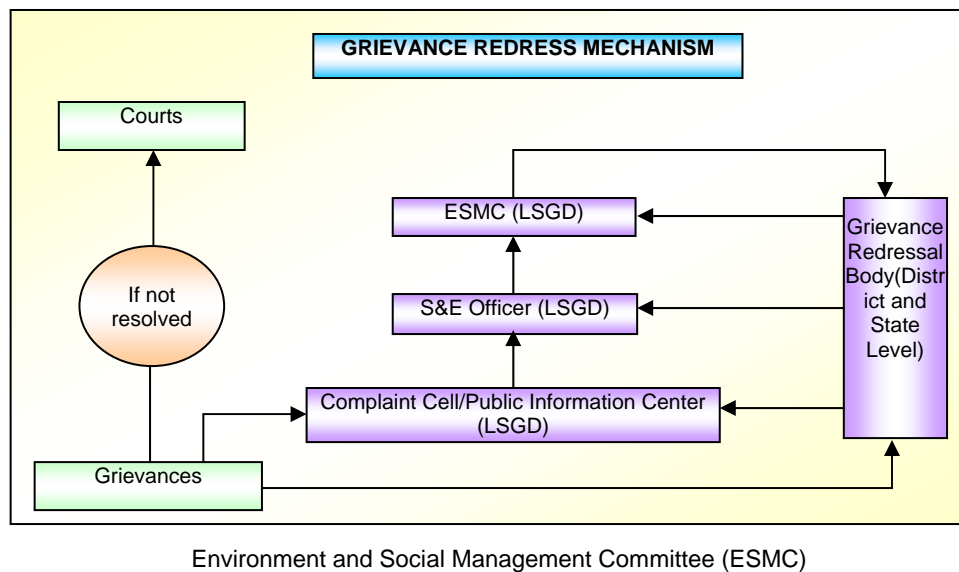 GRIEVANCE REDRESS MECHANISM
Courts
ESMC (LSGD)
Grievance
Redressal
Body(Distr
ict and
State
Level)
If not
resolved
S&E Officer (LSGD)
Complaint Cell/Public Information Center
(LSGD)
Grievances
Environment and Social Management Committee (ESMC)